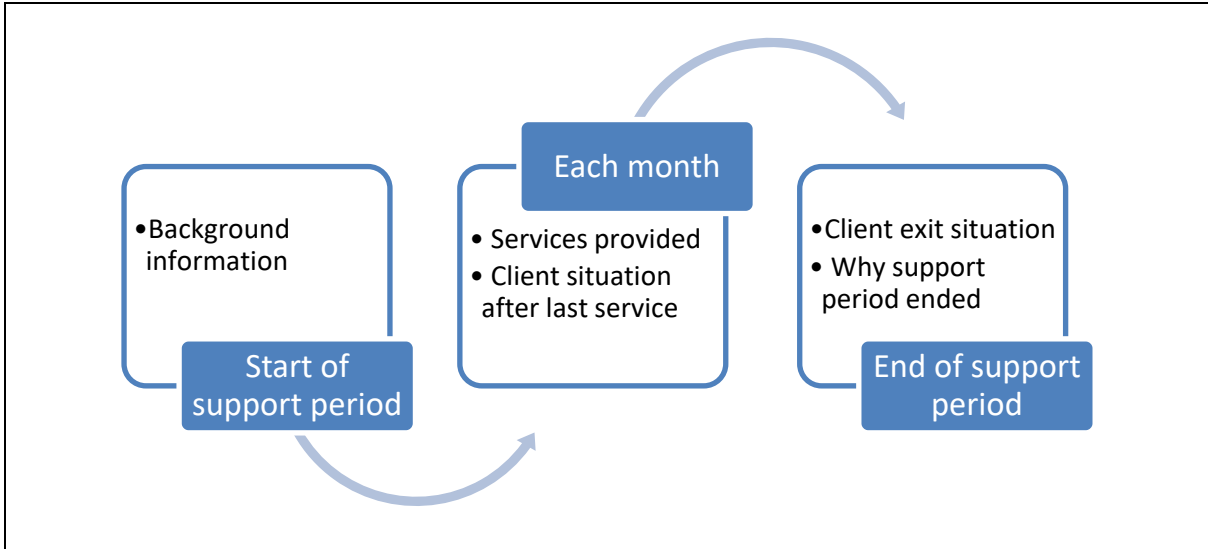 •Background
information
Start of
support period
Each month
• Services provided
• Client situation
after last service
•Client exit situation
• Why support
period ended
End of support
period